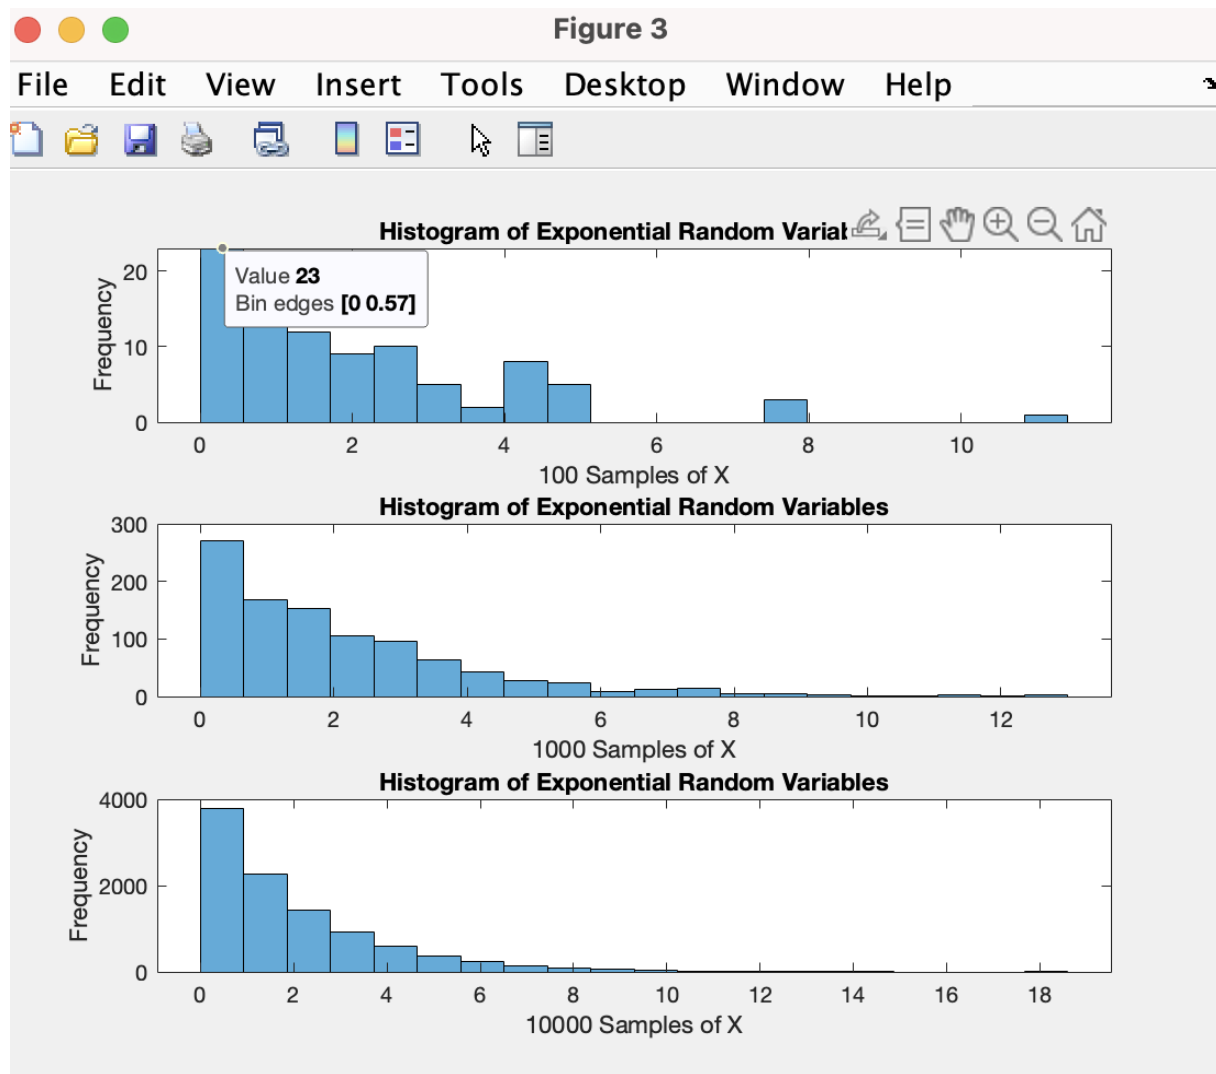 Figure 3
File Edit View Insert Tools Desktop Window Help
Histogram of Exponential Random
Value 23
Bin edges [0 0.57]
Frequency
20
10
0
0 2 4 6 8 10
100 Samples of X
Histogram of Exponential Random Variables
Frequency
300
200
100
0
0 2 4 6 8 10 12
1000 Samples of X
Histogram of Exponential Random Variables
Frequency
4000
2000
0
0 2 4 6 8 10 12 14 16 18
10000 Samples of X